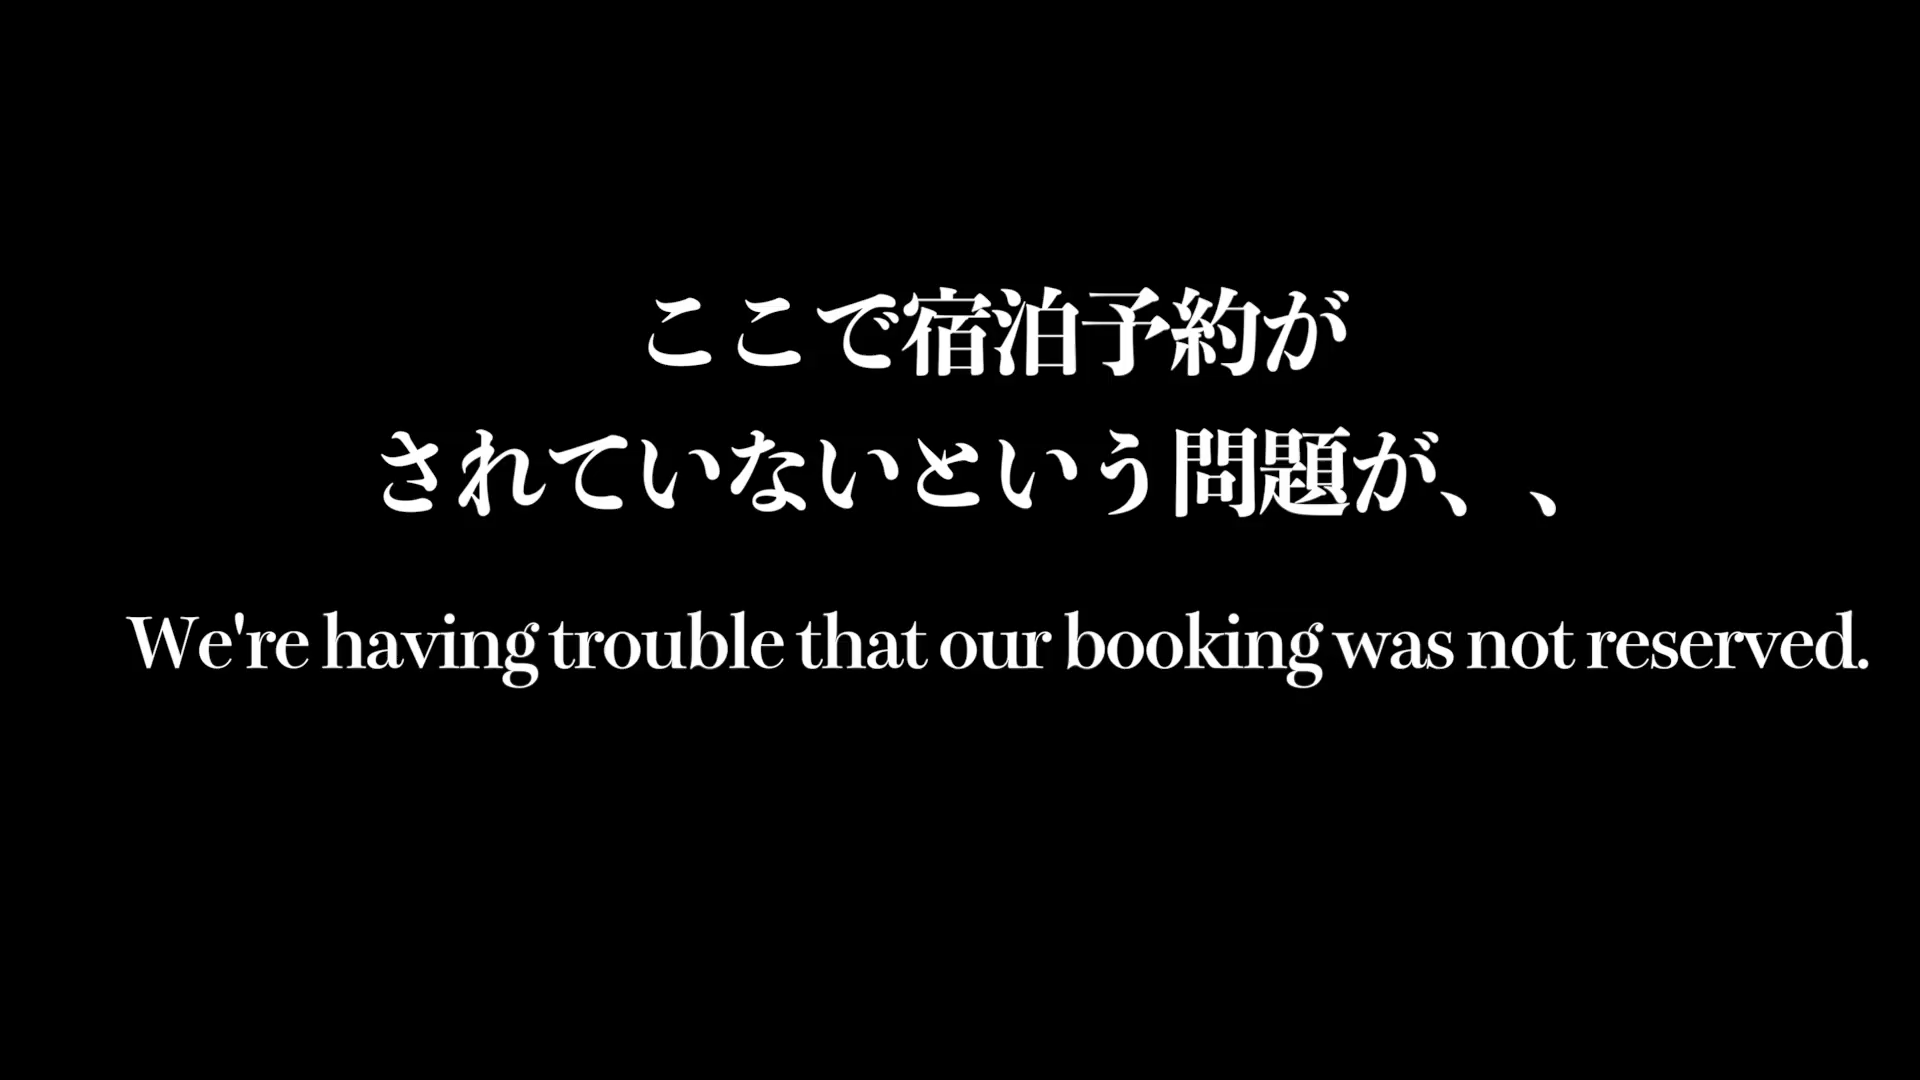 ここで宿泊予約が
されていないという問題が、、
We're having trouble that our booking was not reserved.